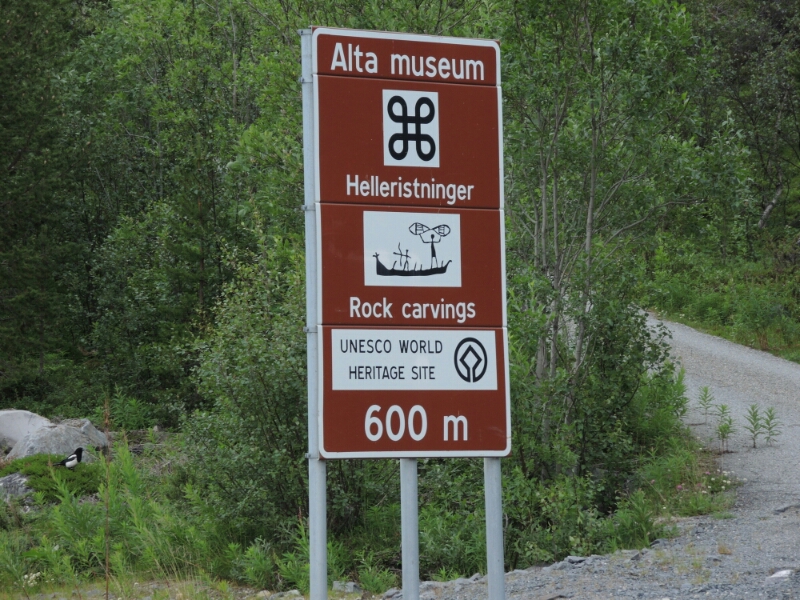 Alta museum
Helleristninger
Rock carvings
UNESCO WORLD
HERITAGE SITE
600 m